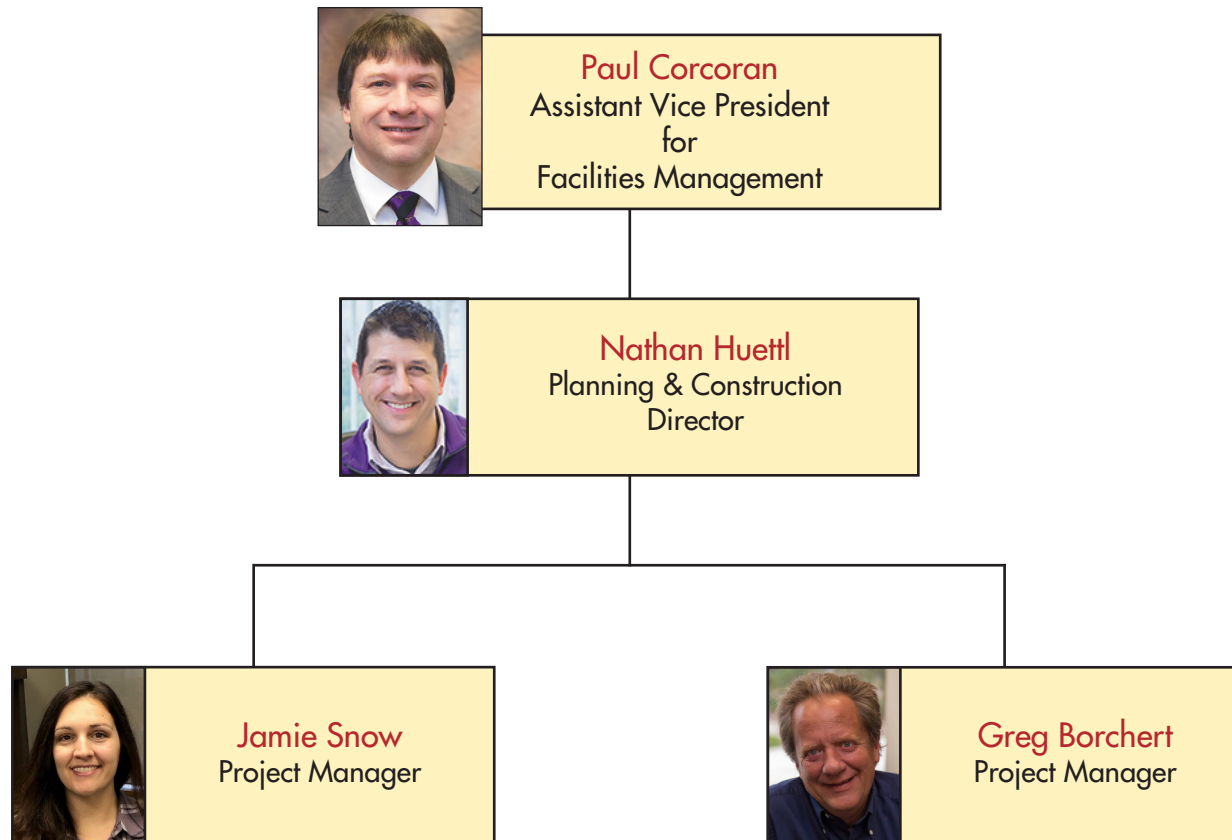 Paul Corcoran
Assistant Vice President
for
Facilities Management
Nathan Huettl
Planning & Construction
Director
Jamie Snow
Project Manager
Greg Borchert
Project Manager